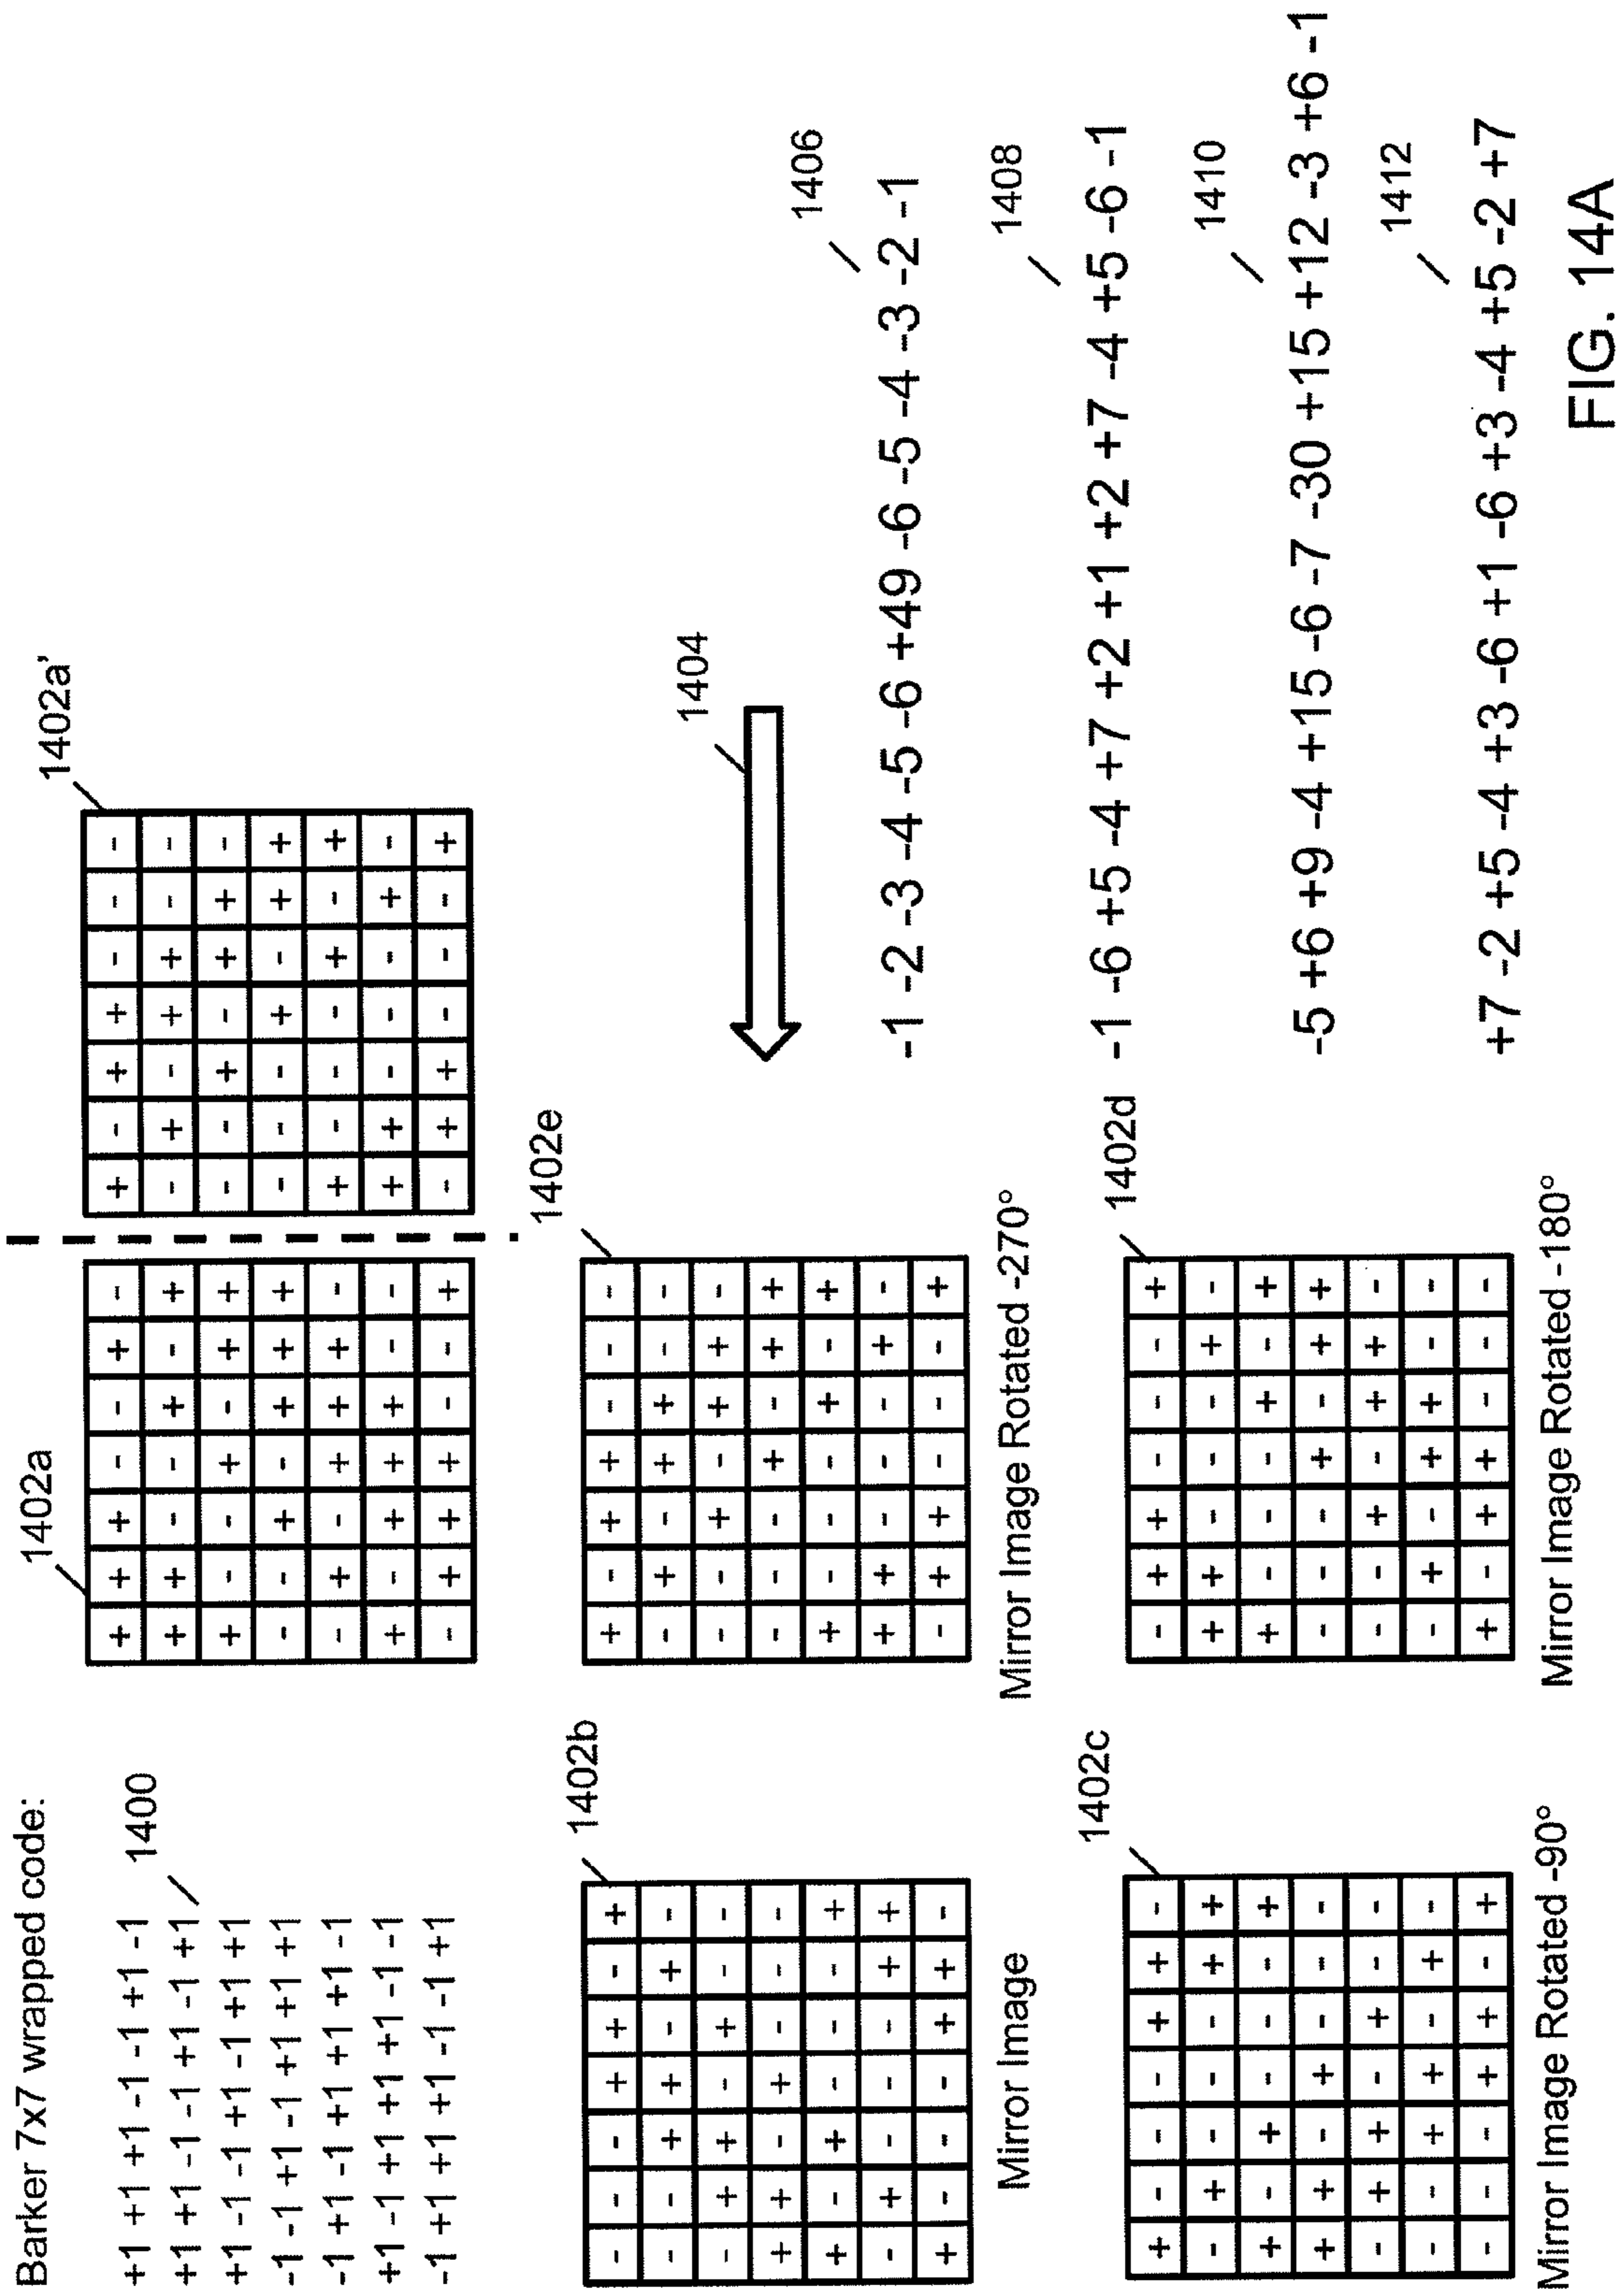 Barker 7x7 wrapped code:
+1 +1 +1 -1 -1 +1 -1
+1 +1 -1 -1 +1 -1 +1
+1 -1 -1 +1 -1 +1 +1
-1 -1 +1 -1 +1 +1 +1
-1 +1 -1 +1 +1 +1 -1
+1 -1 +1 +1 +1 -1 -1
-1 +1 +1 +1 -1 -1 +1
1400
1402a
+ + + - - + -
+ + - - + - +
+ - - + - + +
- - + - + + +
- + - + + + -
+ - + + + - -
- + + + - - +
1402a'
+ - + + - - -
- + - + + - -
- - + - + + -
- - - + - + +
+ - - - + - +
+ + - - - + -
- + + - - - +
1402b
- - - + + - +
- - + + - + -
- + + - + - -
+ + - + - - -
+ - + - - - +
- + - - - + +
+ - - - + + -
Mirror Image
1402e
+ - + + - - -
- + - + + - -
- - + - + + -
- - - + - + +
+ - - - + - +
+ + - - - + -
- + + - - - +
Mirror Image Rotated -270°
1402c
+ - - - + + -
- + - - - + +
+ - + - - - +
+ + - + - - -
- + + - + - -
- - + + - + -
- - - + + - +
Mirror Image Rotated -90°
1402d
- + + - - - +
+ + - - - + -
+ - - - + - +
- - - + - + +
- - + - + + -
- + - + + - -
+ - + + - - -
Mirror Image Rotated -180°
1404
1406
-1 -2 -3 -4 -5 -6 +49 -6 -5 -4 -3 -2 -1
1408
-1 -6 +5 -4 +7 +2 +1 +2 +7 -4 +5 -6 -1
1410
-5 +6 +9 -4 +15 -6 -7 -30 +15 +12 -3 +6 -1
1412
+7 -2 +5 -4 +3 -6 +1 -6 +3 -4 +5 -2 +7
FIG. 14A